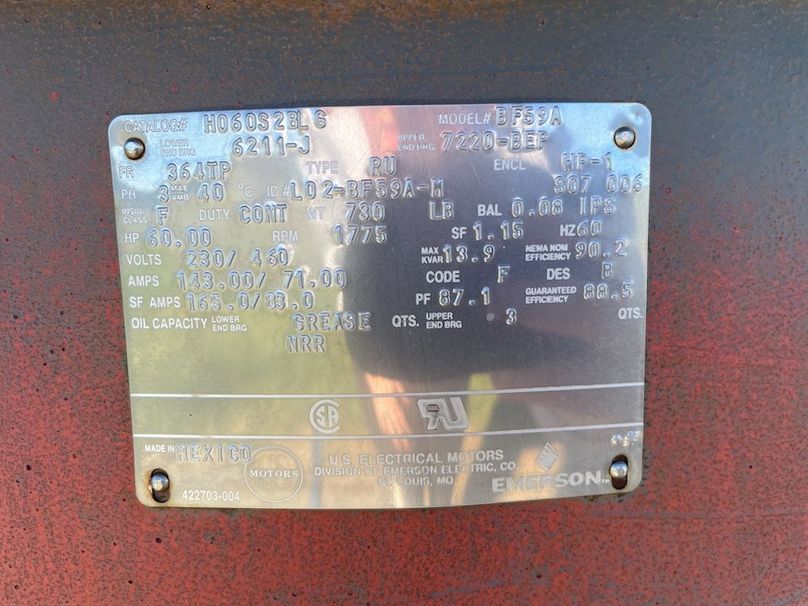 CATALOG# HO60S2BLG MODEL# BF59A
LOWER END BRG 6211-J UPPER END BRG 7220-BEP
FR 364TP TYPE RU ENCL WP-1
PH 3 MAX AMB 40 °C ID# L02-BF59A-M S07 006
INSUL CLASS F DUTY CONT WT 730 LB BAL 0.08 IPS
HP 60.00 RPM 1775 SF 1.15 HZ 60
VOLTS 230/460 MAX KVAR 13.9 NEMA NOM EFFICIENCY 90.2
AMPS 143.00/71.00 CODE F DES B
SF AMPS 165.0/83.0 PF 87.1 GUARANTEED EFFICIENCY 88.5
OIL CAPACITY LOWER END BRG GREASE QTS. UPPER END BRG 3 QTS.
NRR
MADE IN MEXICO
MOTORS
U.S. ELECTRICAL MOTORS
DIVISION OF EMERSON ELECTRIC, CO.
ST. LOUIS, MO
EMERSON
422703-004